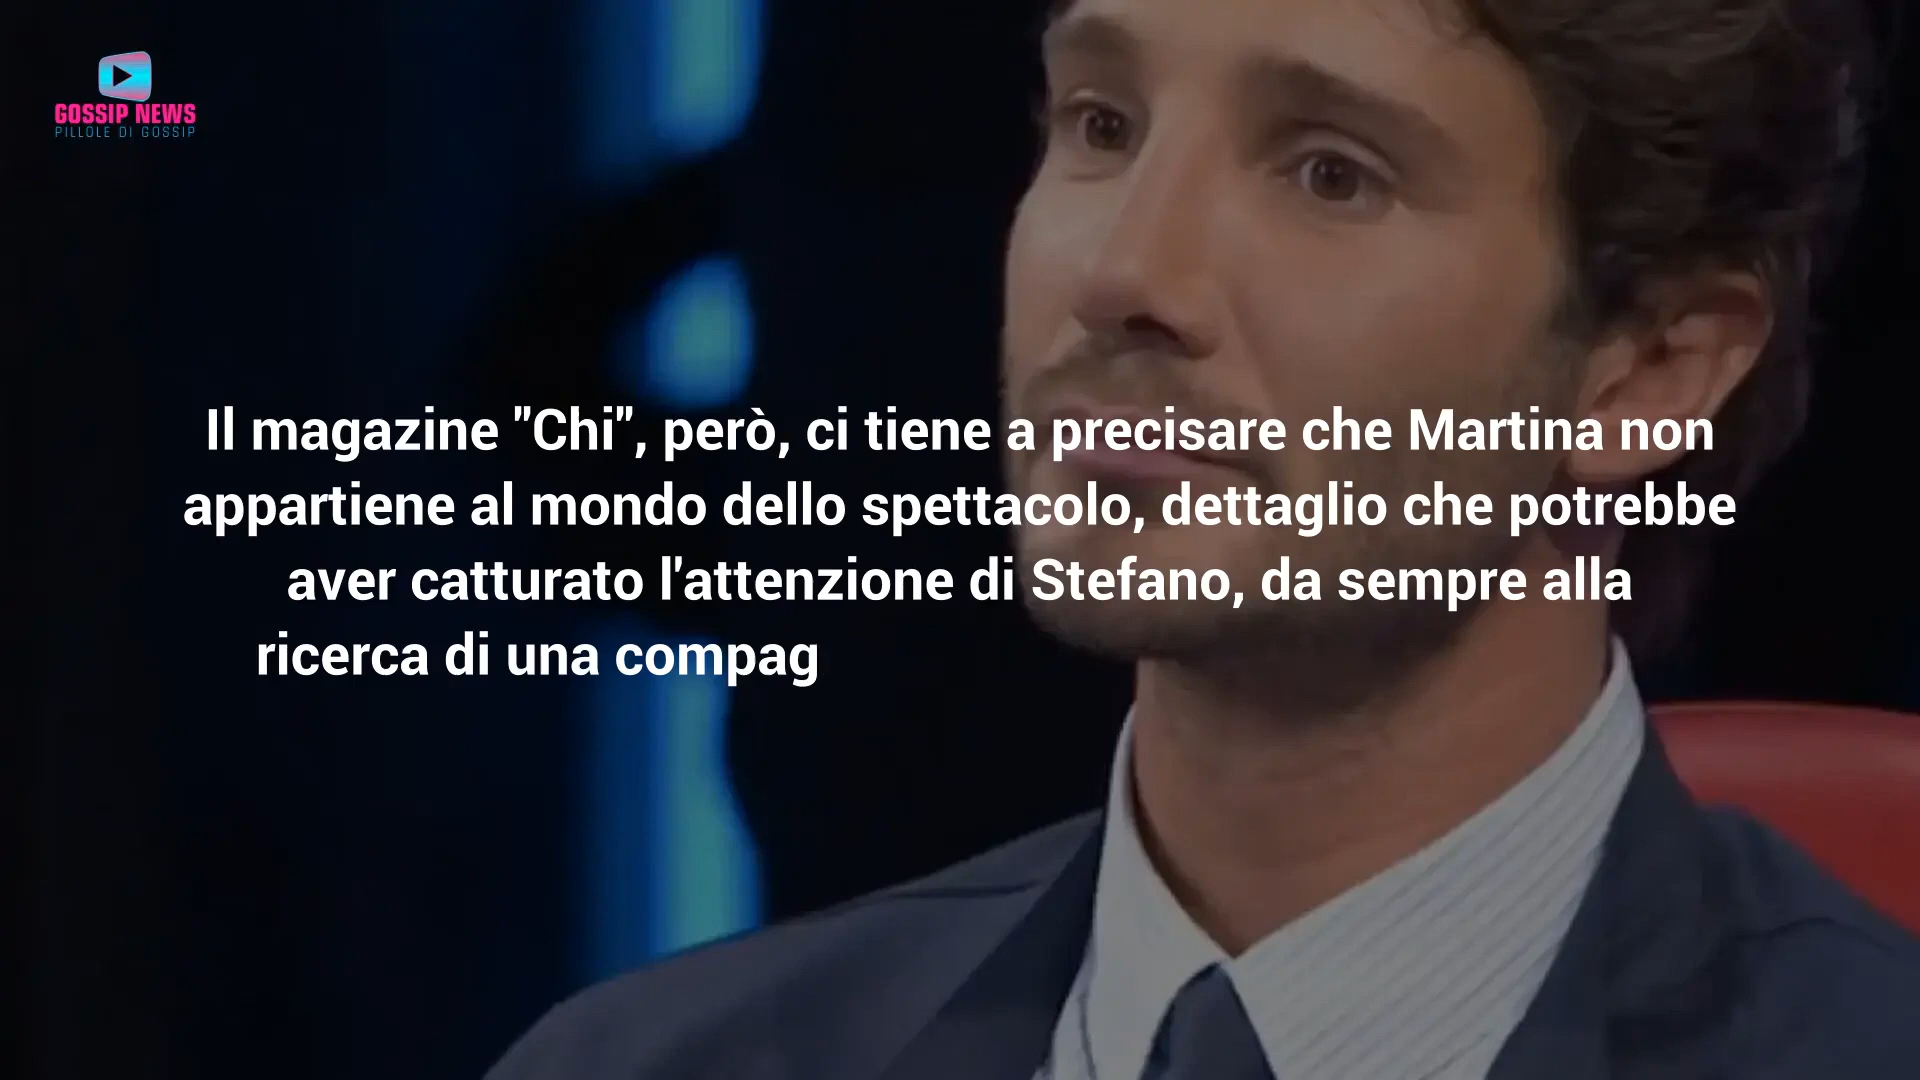 GOSSIP NEWS
PILLOLE DI GOSSIP
Il magazine "Chi", però, ci tiene a precisare che Martina non
appartiene al mondo dello spettacolo, dettaglio che potrebbe
aver catturato l'attenzione di Stefano, da sempre alla
ricerca di una compag